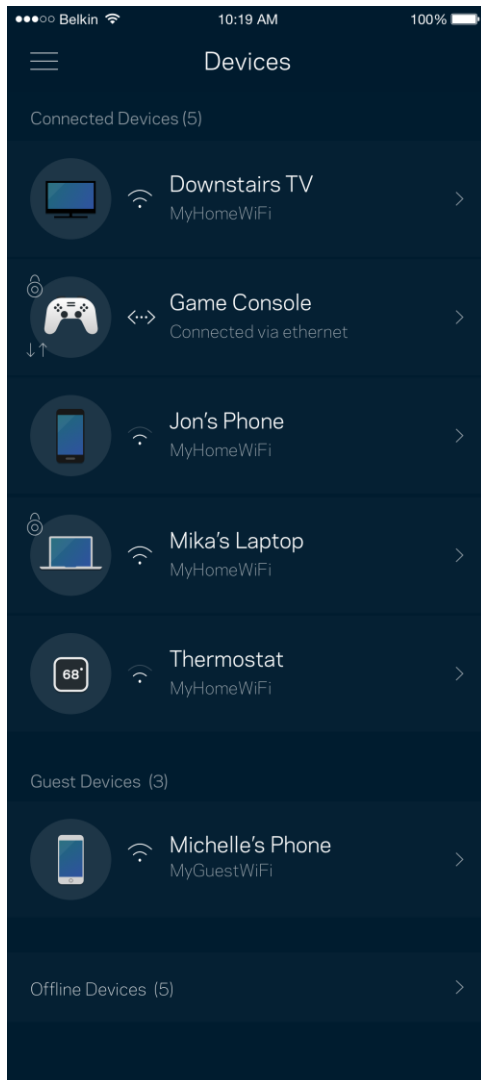 Belkin 10:19 AM 100%
Devices
Connected Devices (5)
Downstairs TV
MyHomeWiFi
Game Console
Connected via ethernet
Jon's Phone
MyHomeWiFi
Mika's Laptop
MyHomeWiFi
68°
Thermostat
MyHomeWiFi
Guest Devices (3)
Michelle's Phone
MyGuestWiFi
Offline Devices (5)